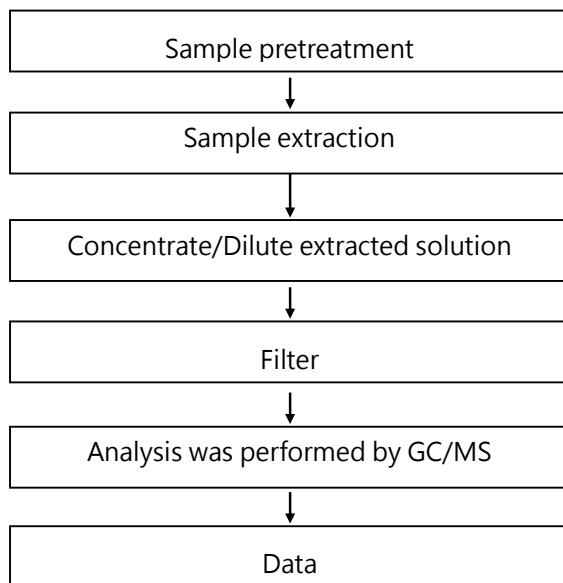 Sample pretreatment
Sample extraction
Concentrate/Dilute extracted solution
Filter
Analysis was performed by GC/MS
Data